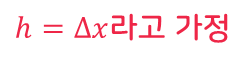 h = Δx라고 가정